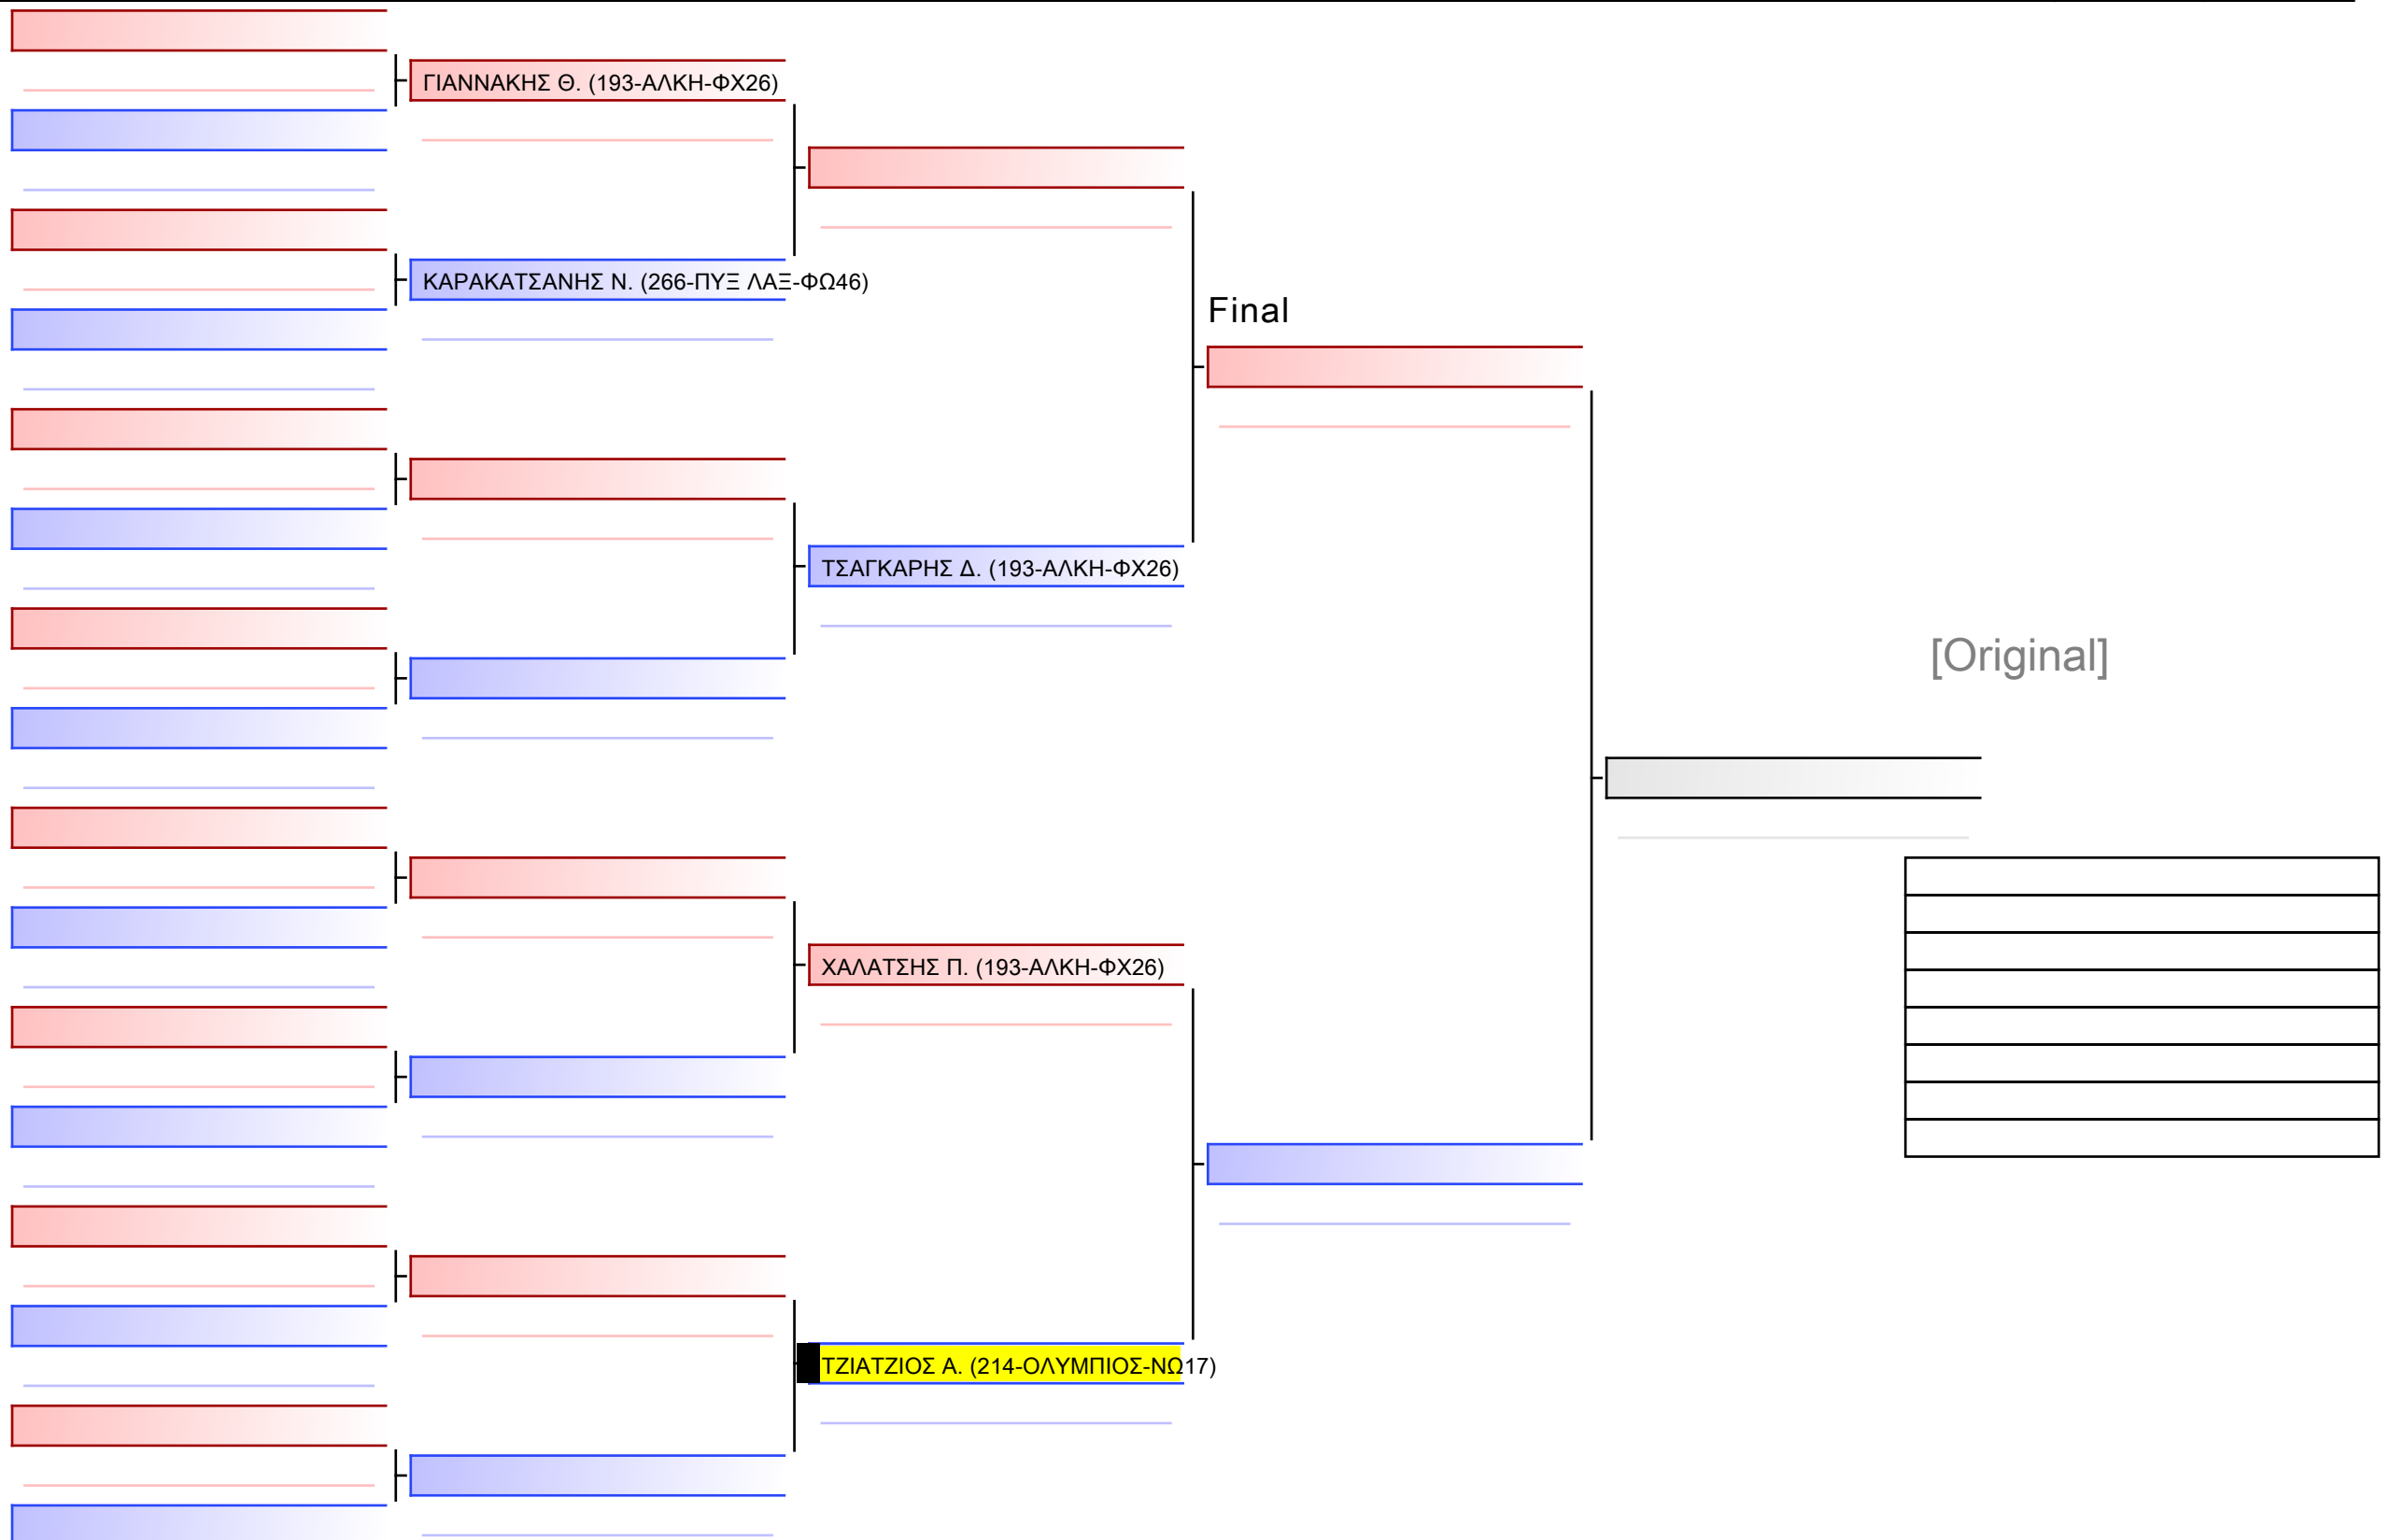 ΓΙΑΝΝΑΚΗΣ Θ. (193-ΑΛΚΗ-ΦΧ26)
ΚΑΡΑΚΑΤΣΑΝΗΣ Ν. (266-ΠΥΞ ΛΑΞ-ΦΩ46)
Final
ΤΣΑΓΚΑΡΗΣ Δ. (193-ΑΛΚΗ-ΦΧ26)
[Original]
ΧΑΛΑΤΣΗΣ Π. (193-ΑΛΚΗ-ΦΧ26)
ΤΖΙΑΤΖΙΟΣ Α. (214-ΟΛΥΜΠΙΟΣ-ΝΩ17)